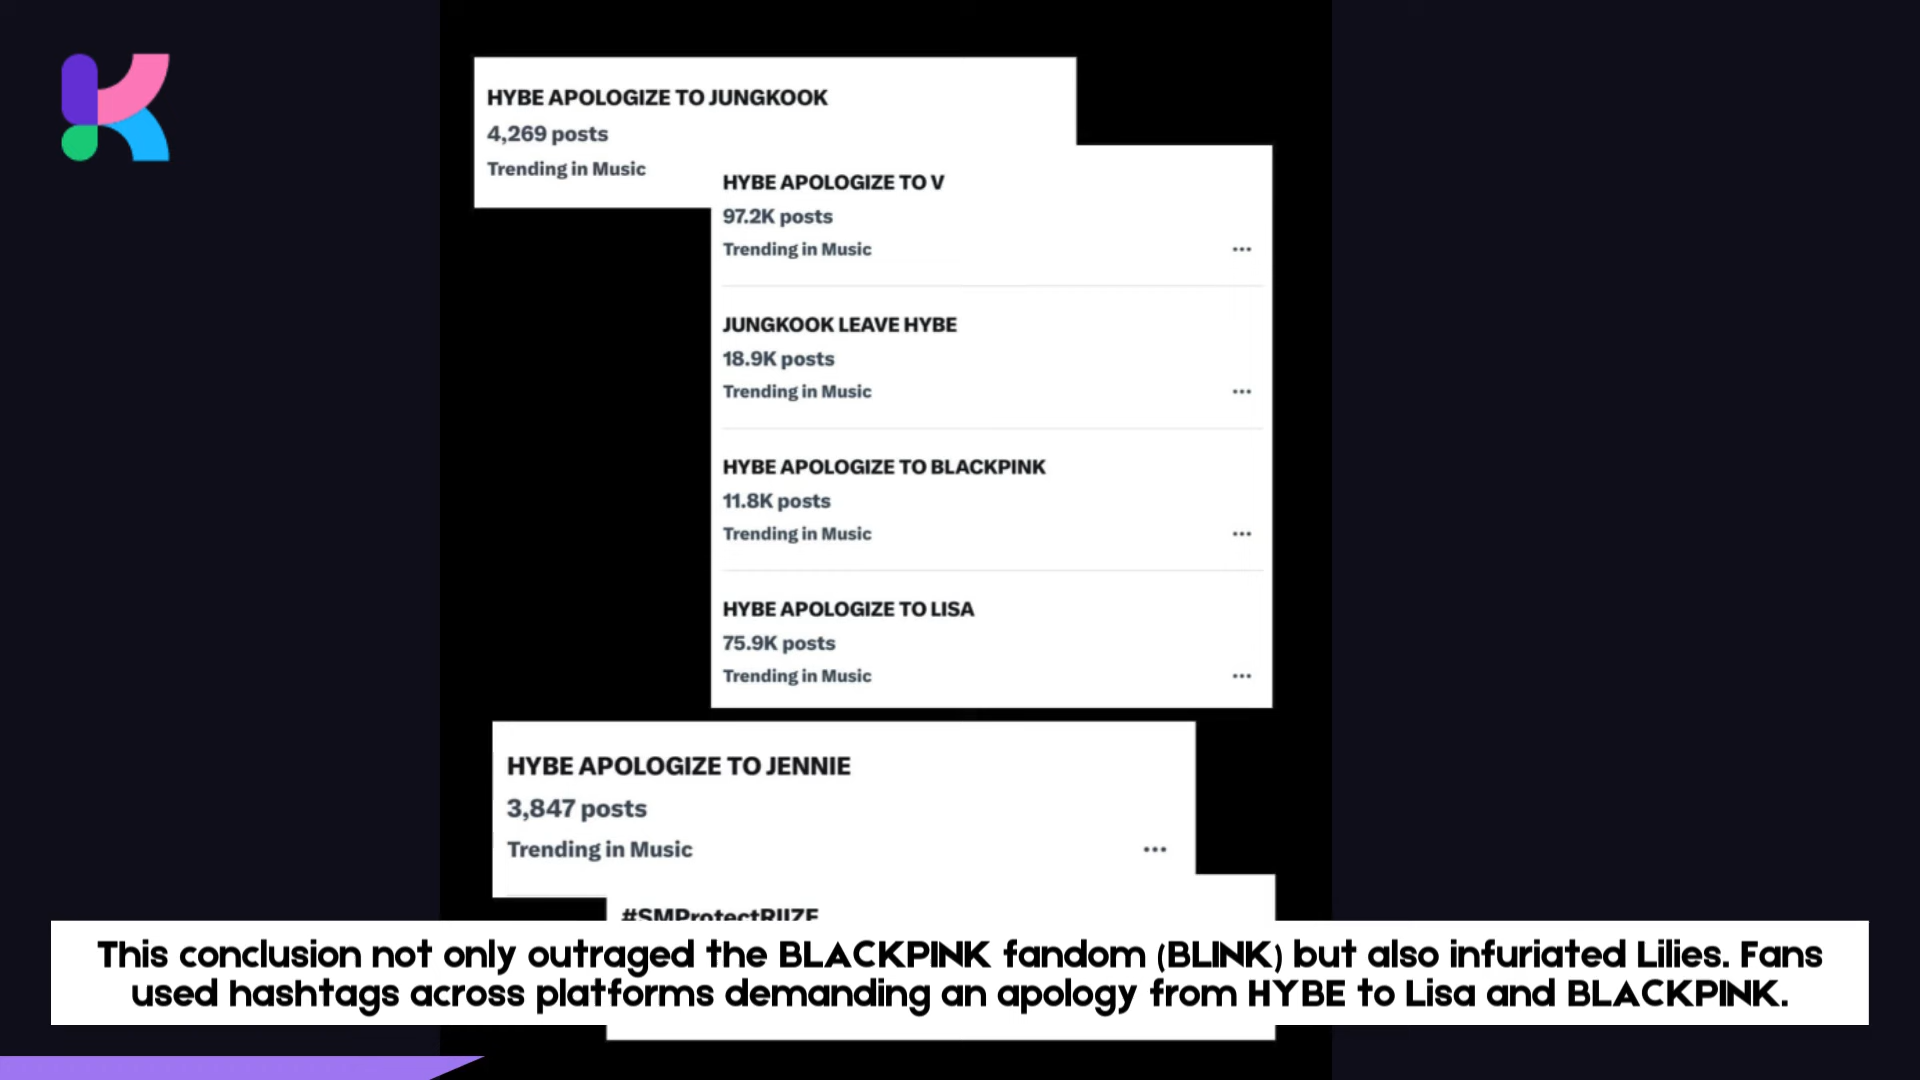 HYBE APOLOGIZE TO JUNGKOOK
4,269 posts
Trending in Music
HYBE APOLOGIZE TO V
97.2K posts
Trending in Music
JUNGKOOK LEAVE HYBE
18.9K posts
Trending in Music
HYBE APOLOGIZE TO BLACKPINK
11.8K posts
Trending in Music
HYBE APOLOGIZE TO LISA
75.9K posts
Trending in Music
HYBE APOLOGIZE TO JENNIE
3,847 posts
Trending in Music
#SMProtectRIIZE
This conclusion not only outraged the BLACKPINK fandom (BLINK) but also infuriated Lilies. Fans
used hashtags across platforms demanding an apology from HYBE to Lisa and BLACKPINK.